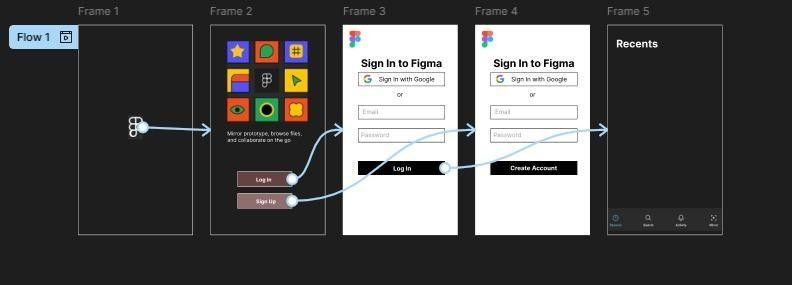 Frame 1
Frame 2
Frame 3
Frame 4
Frame 5
Flow 1
Mirror prototype, browse files,
and collaborate on the go
Log In
Sign Up
Sign In to Figma
Sign In with Google
or
Email
Password
Log In
Sign In to Figma
Sign In with Google
or
Email
Password
Create Account
Recents
Recents
Search
Activity
Mirror